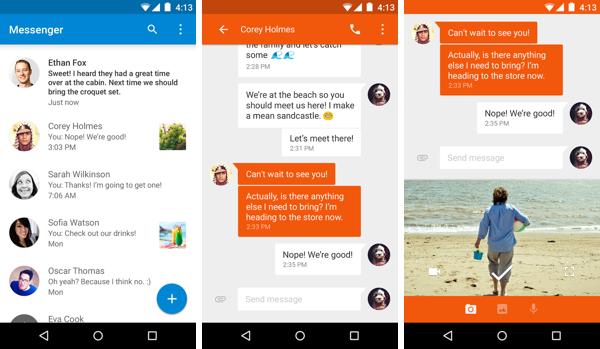 4:13
Messenger
Ethan Fox
Sweet! I heard they had a great time
over at the cabin. Next time we should
bring the croquet set.
Just now
Corey Holmes
You: Nope! We're good!
3:03 PM
Sarah Wilkinson
You: Thanks! I'm going to get one!
7:06 AM
Sofia Watson
You: Check out our drinks!
Mon
Oscar Thomas
Oh yeah? Because I think no. :)
Mon
Eva Cook
4:13
Corey Holmes
the family and let's catch
some 🌊🌊
2:28 PM
We're at the beach so you
should meet us here! I make
a mean sandcastle. 😁
Let's meet there!
2:31 PM
Can't wait to see you!
Actually, is there anything
else I need to bring? I'm
heading to the store now.
2:33 PM
Nope! We're good!
2:35 PM
Send message
4:13
Can't wait to see you!
Actually, is there anything
else I need to bring? I'm
heading to the store now.
2:33 PM
Nope! We're good!
2:35 PM
Send message